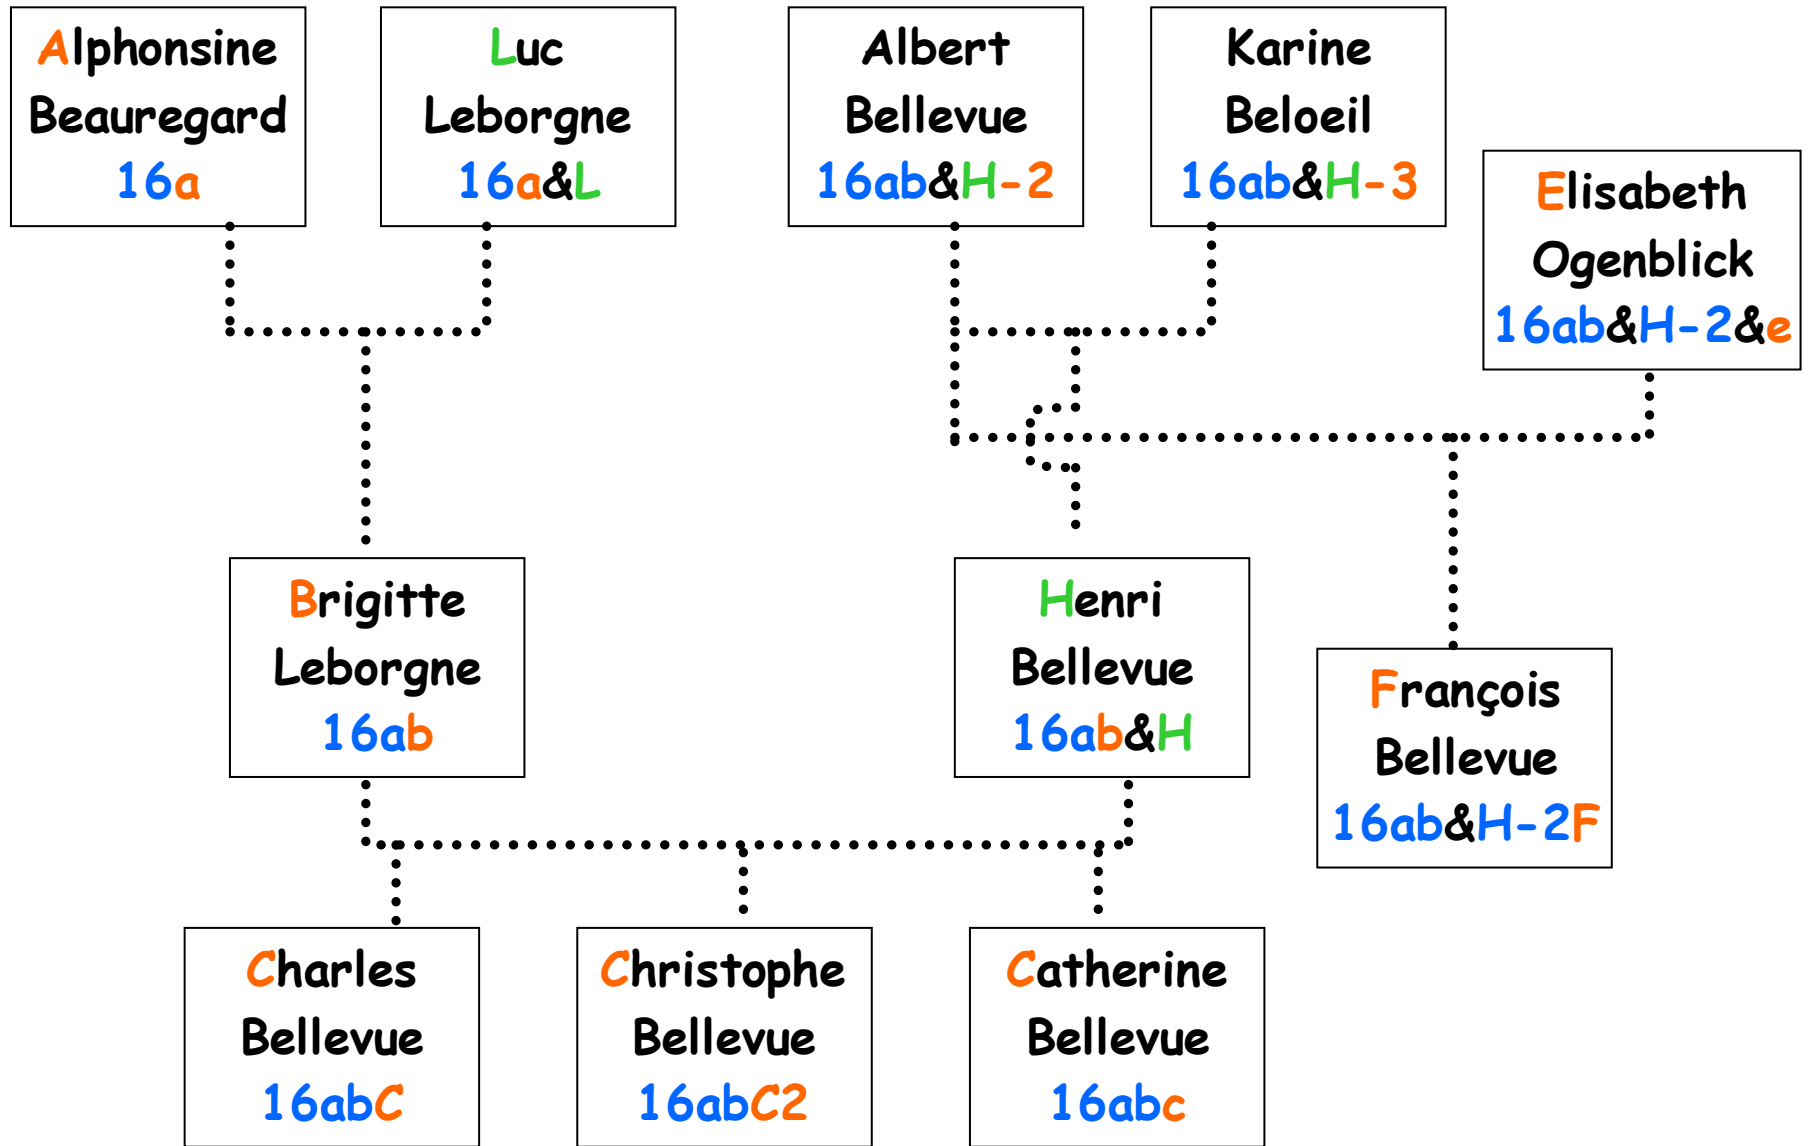 Alphonsine
Beauregard
16a
Luc
Leborgne
16a&L
Albert
Bellevue
16ab&H-2
Karine
Beloeil
16ab&H-3
Elisabeth
Ogenblick
16ab&H-2&e
Brigitte
Leborgne
16ab
Henri
Bellevue
16ab&H
François
Bellevue
16ab&H-2F
Charles
Bellevue
16abC
Christophe
Bellevue
16abC2
Catherine
Bellevue
16abc